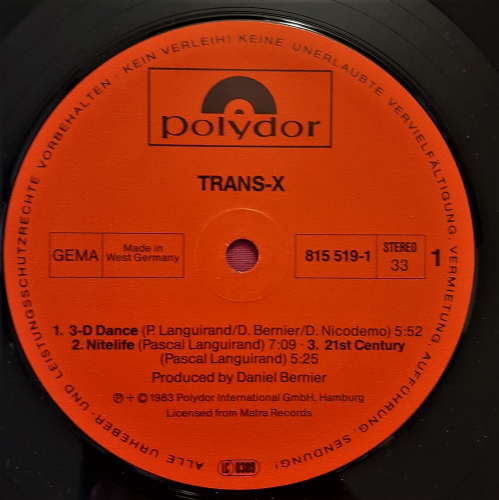 ALLE URHEBER- UND LEISTUNGSSCHUTZRECHTE VORBEHALTEN · KEIN VERLEIH! KEINE UNERLAUBTE VERVIELFÄLTIGUNG, VERMIETUNG, AUFFÜHRUNG, SENDUNG!
polydor
TRANS-X
GEMA
Made in
West Germany
815 519-1
STEREO
33
1
1. 3-D Dance (P. Languirand/D. Bernier/D. Nicodemo) 5:52
2. Nitelife (Pascal Languirand) 7:09 · 3. 21st Century
(Pascal Languirand) 5:25
Produced by Daniel Bernier
Ⓟ + © 1983 Polydor International GmbH, Hamburg
Licensed from Matra Records
LC 0309